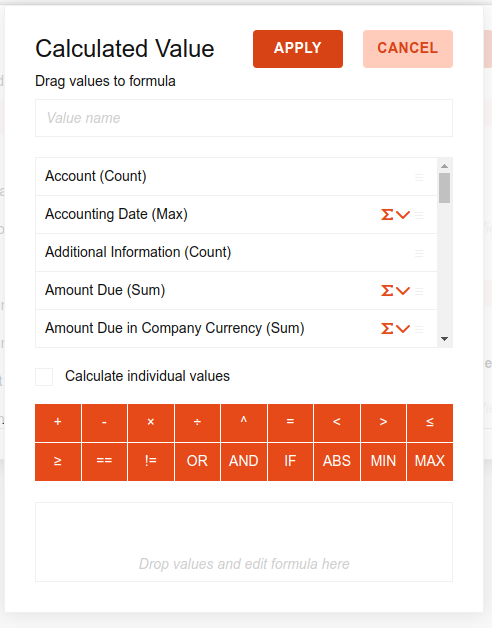 Calculated Value
APPLY
CANCEL
Drag values to formula
Value name
Account (Count)
Accounting Date (Max)
Additional Information (Count)
Amount Due (Sum)
Amount Due in Company Currency (Sum)
Calculate individual values
+ - × ÷ ^ = < > ≤
≥ == != OR AND IF ABS MIN MAX
Drop values and edit formula here